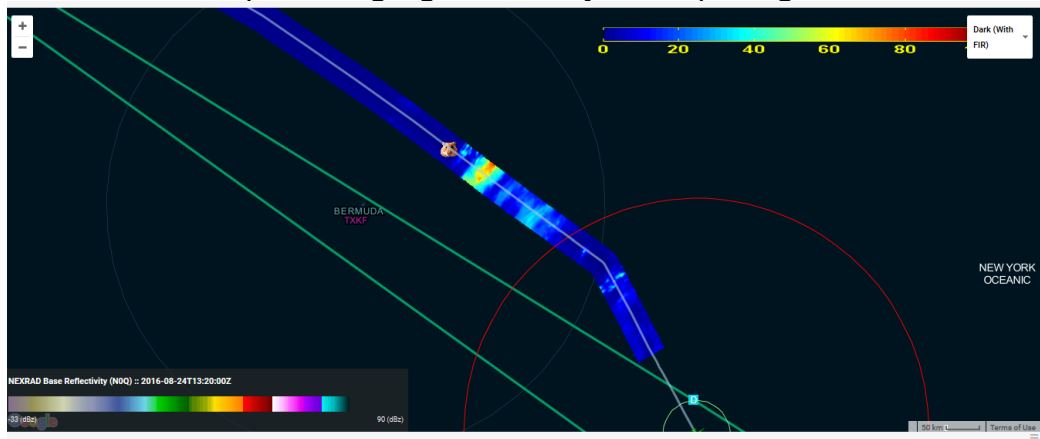 +
−
0 20 40 60 80
Dark (With
FIR)
BERMUDA
TXKF
NEW YORK
OCEANIC
D
NEXRAD Base Reflectivity (N0Q) :: 2016-08-24T13:20:00Z
-33 (dBz) 90 (dBz)
50 km Terms of Use